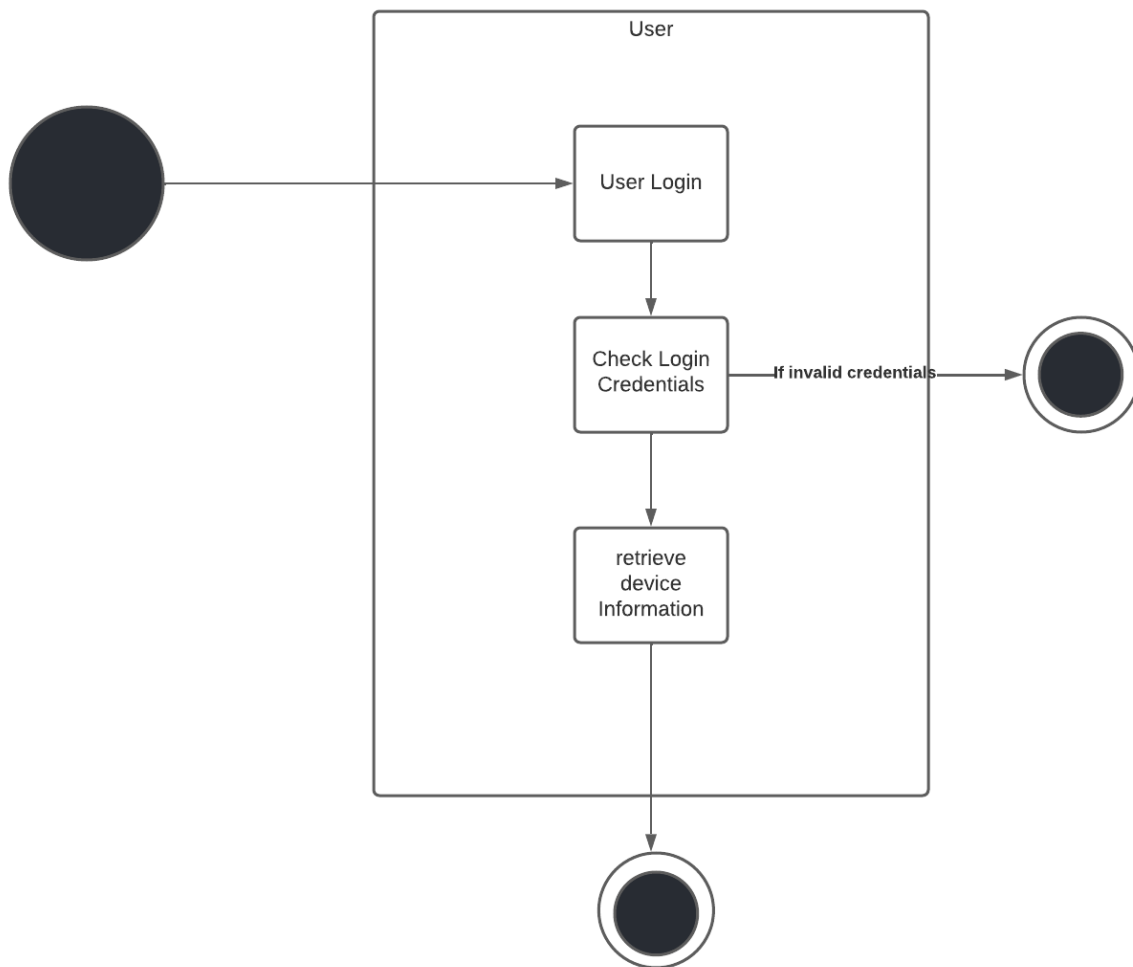 User
User Login
Check Login
Credentials
If invalid credentials
retrieve
device
Information